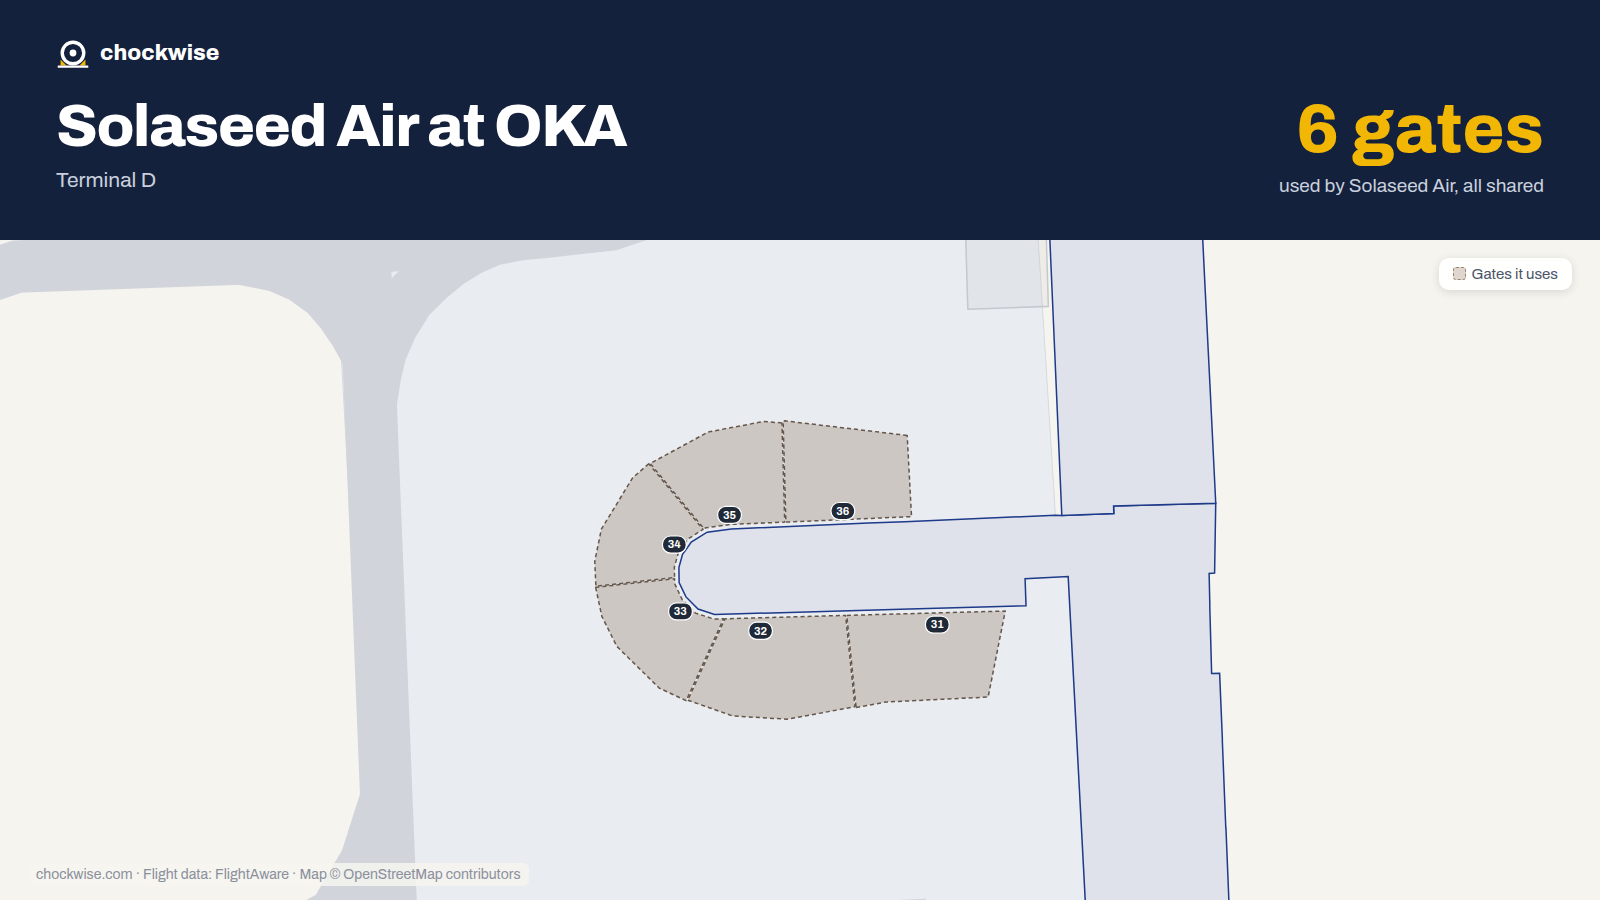 chockwise
Solaseed Air at OKA
Terminal D
6 gates
used by Solaseed Air, all shared
Gates it uses
35
36
34
33
32
31
chockwise.com · Flight data: FlightAware · Map © OpenStreetMap contributors